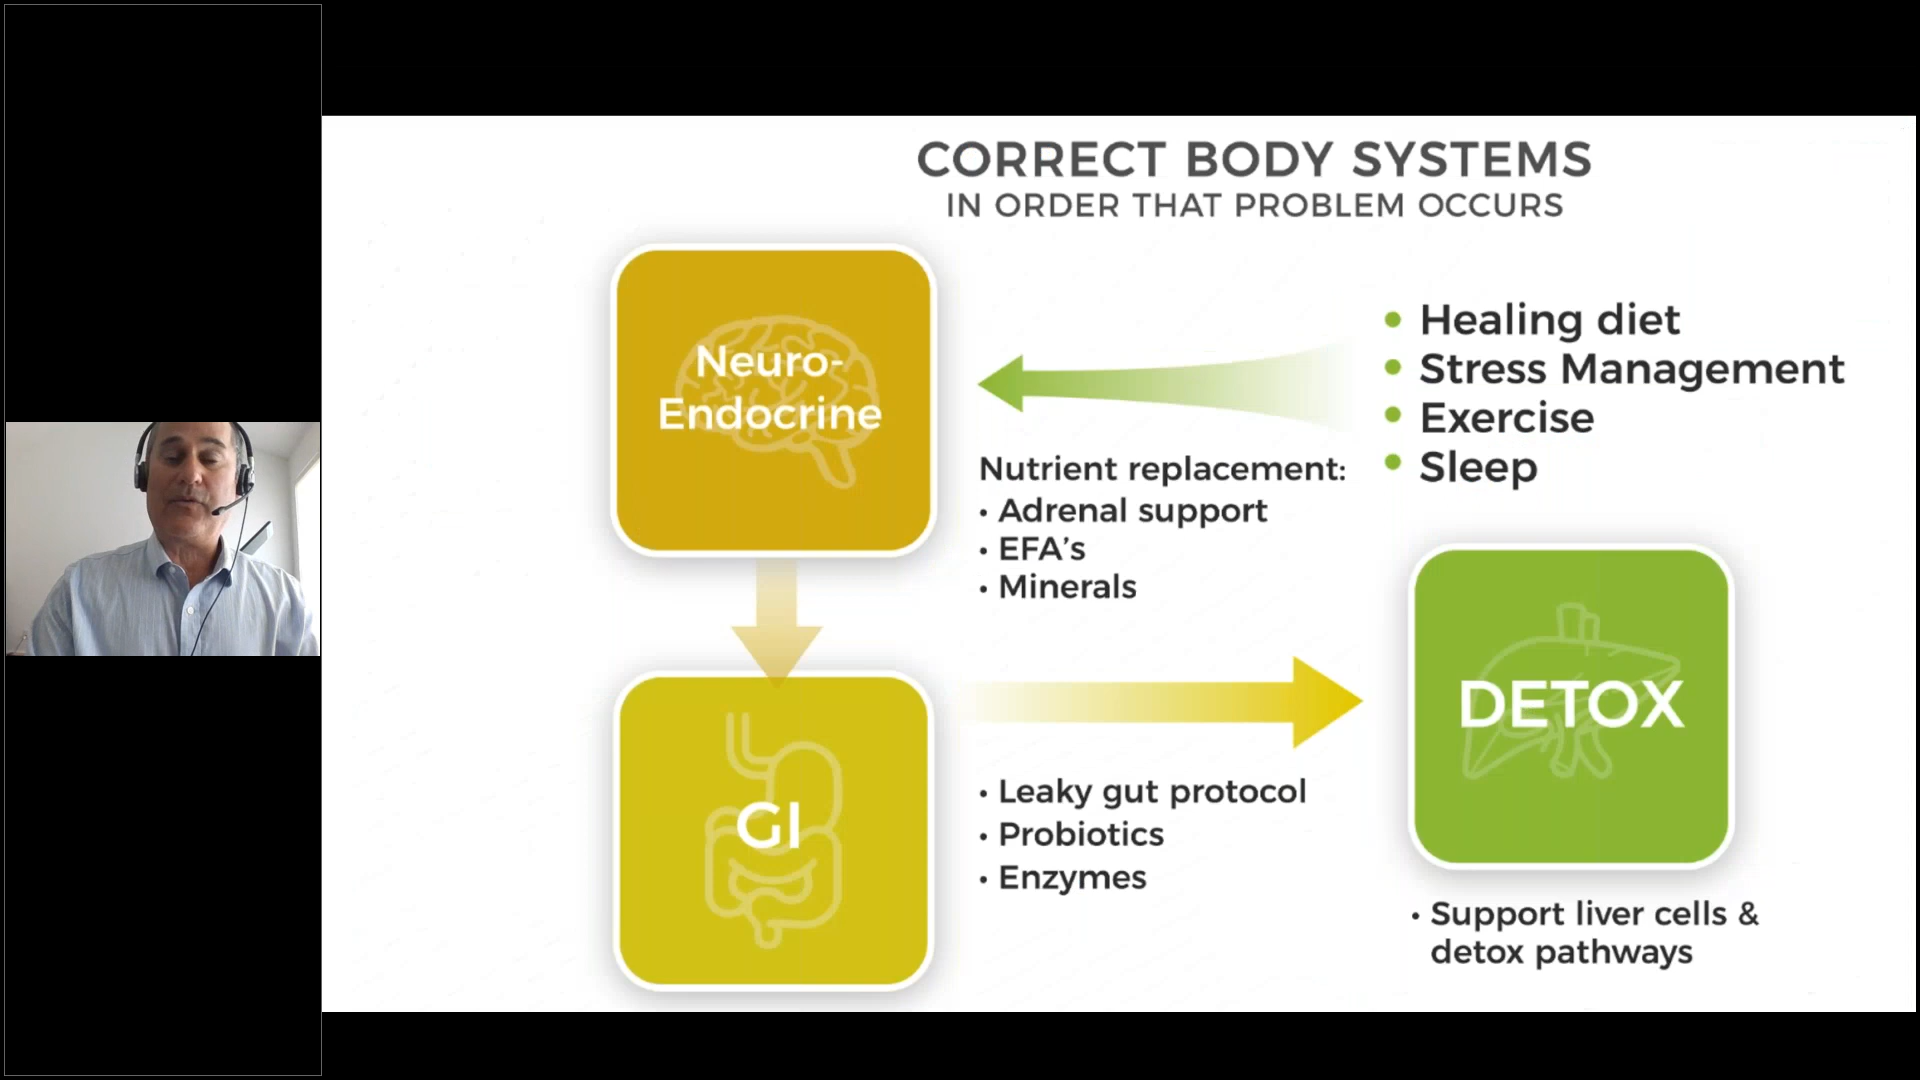 CORRECT BODY SYSTEMS
IN ORDER THAT PROBLEM OCCURS
Neuro-
Endocrine
• Healing diet
• Stress Management
• Exercise
• Sleep
Nutrient replacement:
• Adrenal support
• EFA's
• Minerals
GI
• Leaky gut protocol
• Probiotics
• Enzymes
DETOX
• Support liver cells &
detox pathways